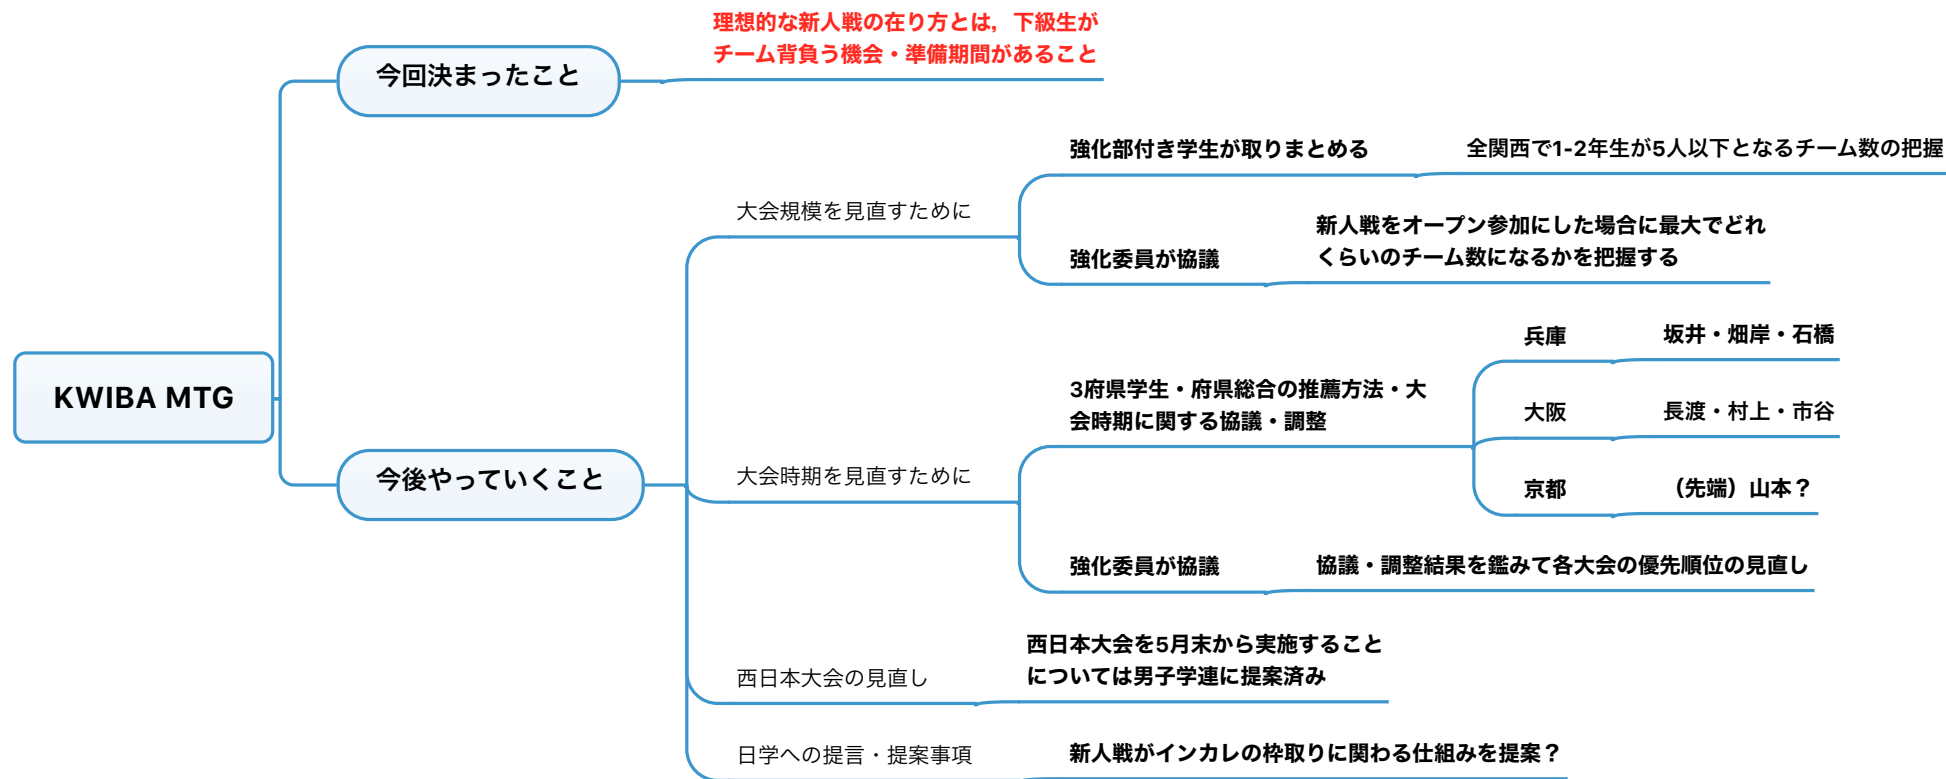 理想的な新人戦の在り方とは，下級生が
チーム背負う機会・準備期間があること
今回決まったこと
強化部付き学生が取りまとめる
全関西で1-2年生が5人以下となるチーム数の把握
大会規模を見直すために
新人戦をオープン参加にした場合に最大でどれ
くらいのチーム数になるかを把握する
強化委員が協議
兵庫
坂井・畑岸・石橋
KWIBA MTG
3府県学生・府県総合の推薦方法・大
会時期に関する協議・調整
大阪
長渡・村上・市谷
今後やっていくこと
大会時期を見直すために
京都
（先端）山本？
強化委員が協議
協議・調整結果を鑑みて各大会の優先順位の見直し
西日本大会の見直し
西日本大会を5月末から実施すること
については男子学連に提案済み
日学への提言・提案事項
新人戦がインカレの枠取りに関わる仕組みを提案？